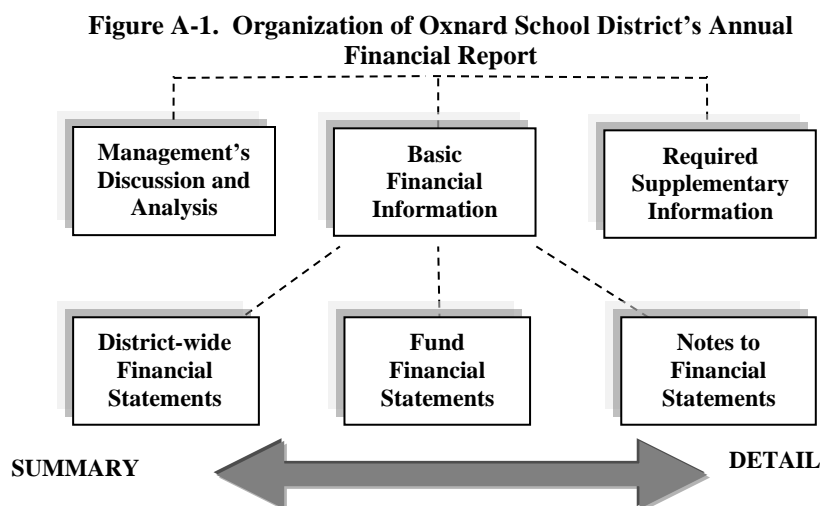 Figure A-1. Organization of Oxnard School District's Annual
Financial Report
Management's
Discussion and
Analysis
Basic
Financial
Information
Required
Supplementary
Information
District-wide
Financial
Statements
Fund
Financial
Statements
Notes to
Financial
Statements
SUMMARY
DETAIL